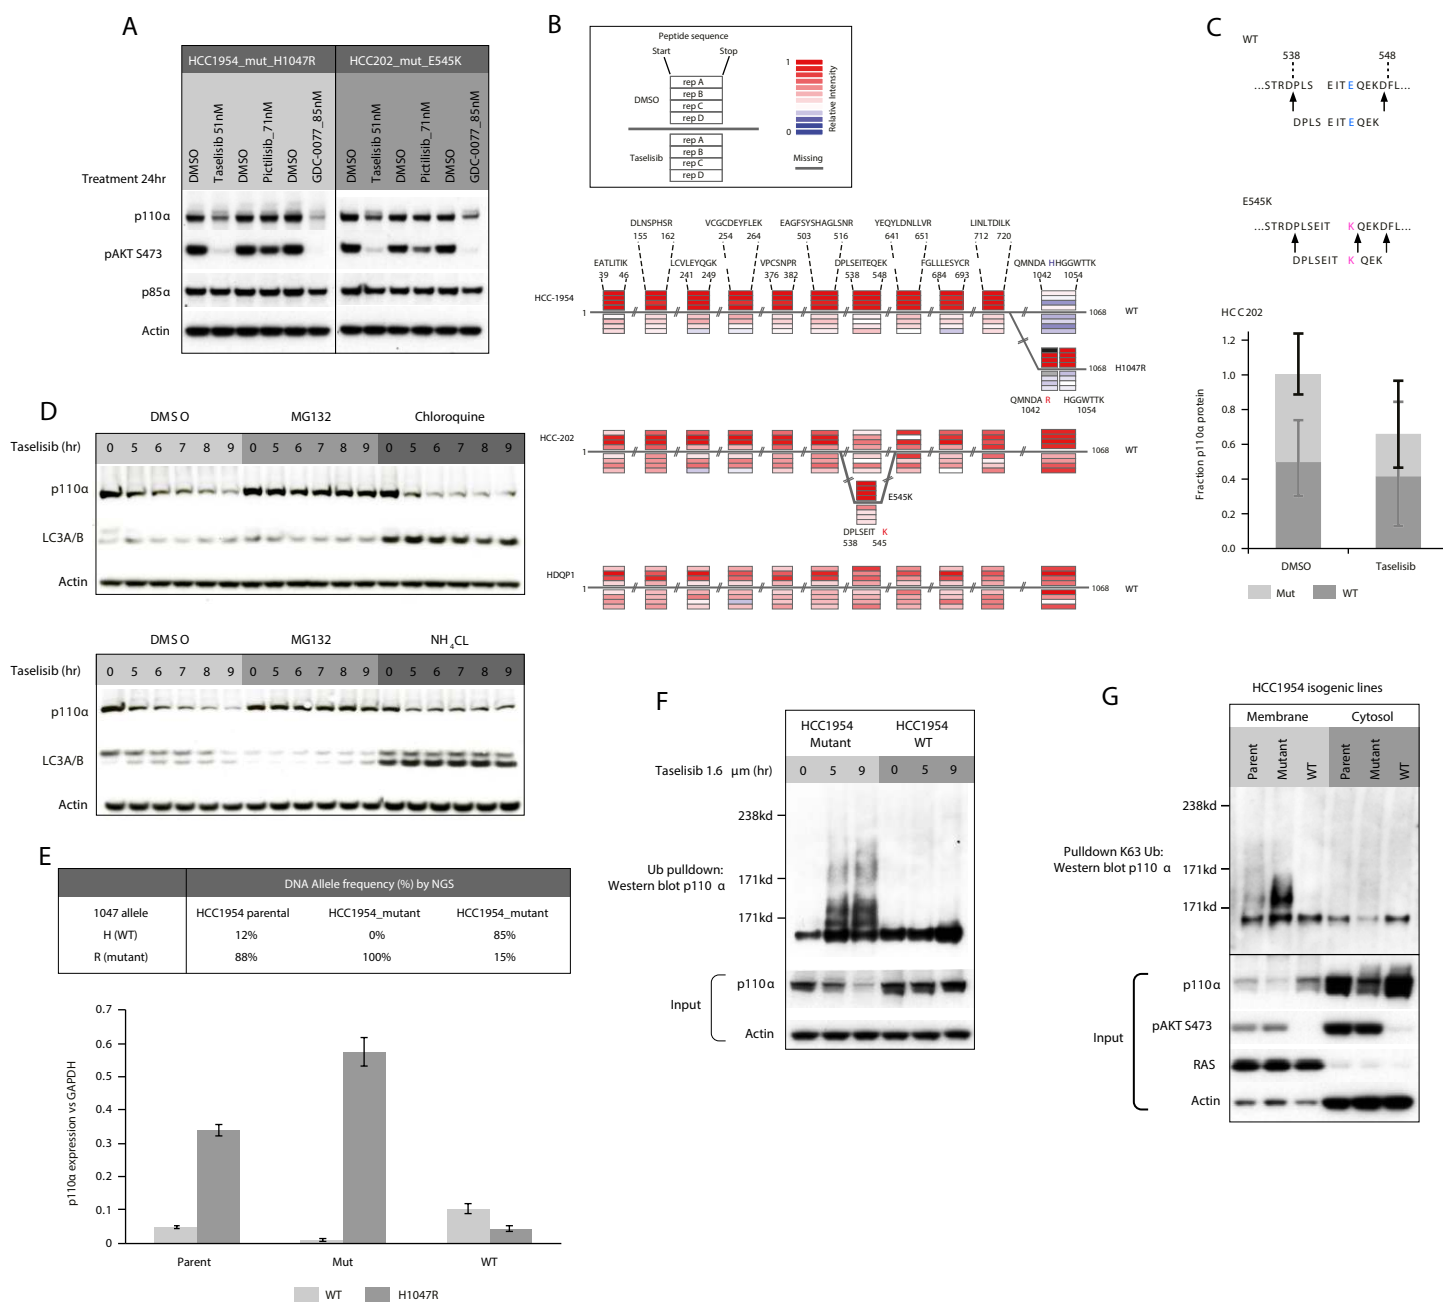 A
HCC1954_mut_H1047R
HCC202_mut_E545K
DMSO
Taselisib 51nM
DMSO
Pictilisib_71nM
DMSO
GDC-0077_85nM
DMSO
Taselisib 51nM
DMSO
Pictilisib_71nM
DMSO
GDC-0077_85nM
Treatment 24hr
p110α
pAKT S473
p85α
Actin
B
Peptide sequence
Start
Stop
DMSO
rep A
rep B
rep C
rep D
Taselisib
rep A
rep B
rep C
rep D
1
0
Relative Intensity
Missing
DLNSPHSR
VCGCDEYFLEK
EAGFSYSHAGLSNR
YEQYLDNLLVR
LINLTDILK
155 162
254 264
503 516
641 651
712 720
EATLITIK
LCVLEYQGK
VPCSNPR
DPLSEITEQEK
FGLLLESYCR
QMNDA HHGGWTTK
39 46
241 249
376 382
538 548
684 693
1042 1054
HCC-1954
1
1068 WT
1068 H1047R
QMNDA R HGGWTTK
1042 1054
HCC-202
1
1068 WT
E545K
DPLSEIT K
538 545
HDQP1
1
1068 WT
C
WT
538 548
...STRDPLS EITEQEKDFL...
DPLS EITEQEK
E545K
...STRDPLSEIT KQEKDFL...
DPLSEIT K QEK
HCC202
Fraction p110α protein
1.2
1.0
0.8
0.6
0.4
0.2
0.0
DMSO Taselisib
Mut WT
D
DMSO MG132 Chloroquine
Taselisib (hr) 0 5 6 7 8 9 0 5 6 7 8 9 0 5 6 7 8 9
p110α
LC3A/B
Actin
DMSO MG132 NH4CL
Taselisib (hr) 0 5 6 7 8 9 0 5 6 7 8 9 0 5 6 7 8 9
p110α
LC3A/B
Actin
E
DNA Allele frequency (%) by NGS
1047 allele HCC1954 parental HCC1954_mutant HCC1954_mutant
H (WT) 12% 0% 85%
R (mutant) 88% 100% 15%
p110α expression vs GAPDH
0.7
0.6
0.5
0.4
0.3
0.2
0.1
0
Parent Mut WT
WT H1047R
F
HCC1954 Mutant
HCC1954 WT
Taselisib 1.6 μm (hr) 0 5 9 0 5 9
238kd
171kd
171kd
Ub pulldown:
Western blot p110 α
Input
p110α
Actin
G
HCC1954 isogenic lines
Membrane Cytosol
Parent
Mutant
WT
Parent
Mutant
WT
238kd
171kd
171kd
Pulldown K63 Ub:
Western blot p110 α
Input
p110α
pAKT S473
RAS
Actin